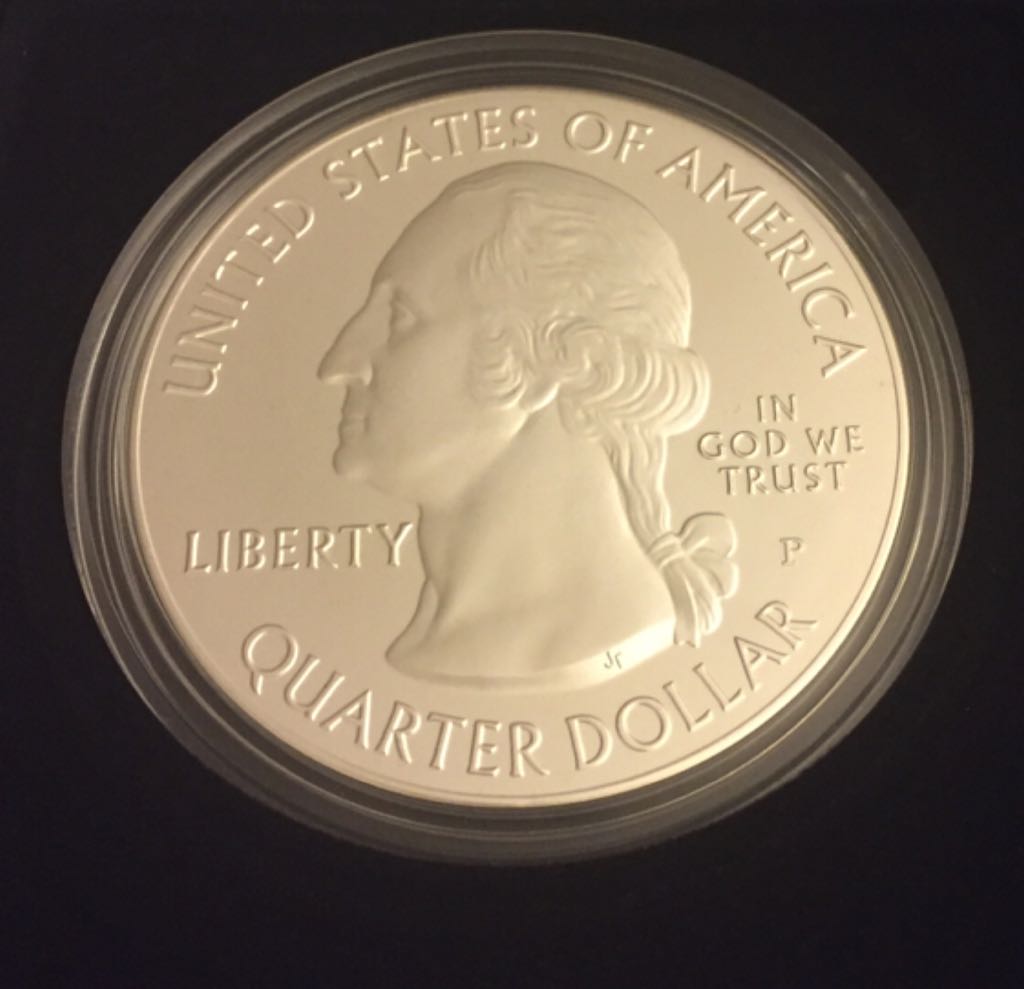 UNITED STATES OF AMERICA
IN
GOD WE
TRUST
LIBERTY
P
JF
QUARTER DOLLAR